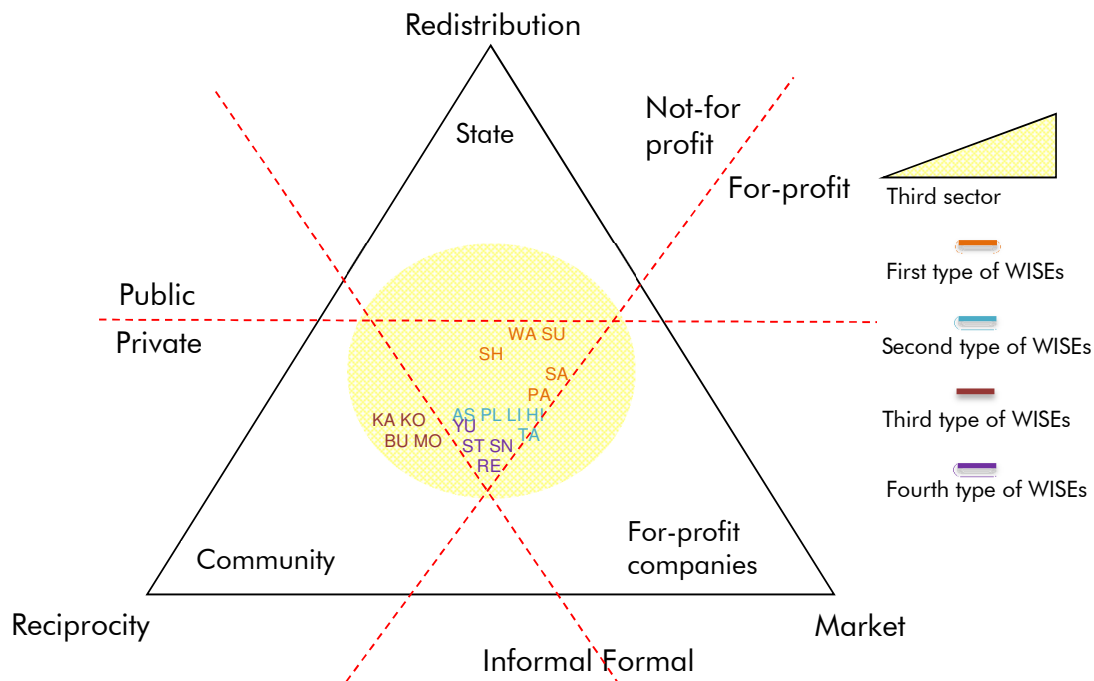 Redistribution
State
Not-for
profit
For-profit
Third sector
First type of WISEs
Public
Private
Second type of WISEs
WA SU
SH
SA
PA
Third type of WISEs
KA KO
BU MO
AS PL LI HI
YU
TA
ST SN
RE
Fourth type of WISEs
Community
For-profit
companies
Reciprocity
Market
Informal Formal